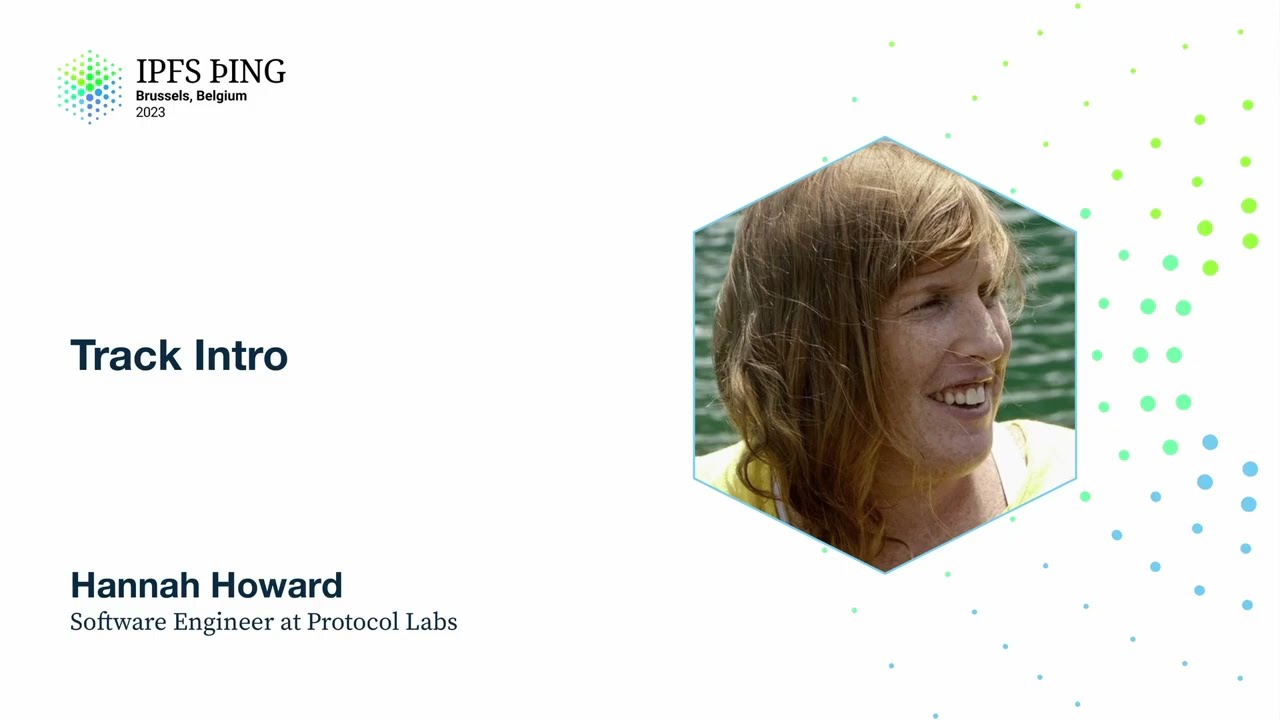 IPFS ÞING
Brussels, Belgium
2023
Track Intro
Hannah Howard
Software Engineer at Protocol Labs